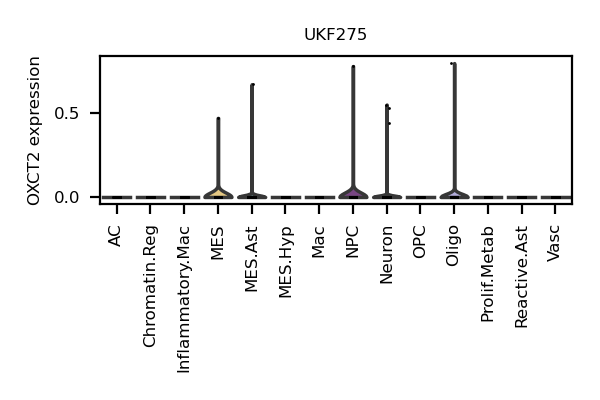 UKF275
OXCT2 expression
0.5
0.0
AC
Chromatin.Reg
Inflammatory.Mac
MES
MES.Ast
MES.Hyp
Mac
NPC
Neuron
OPC
Oligo
Prolif.Metab
Reactive.Ast
Vasc